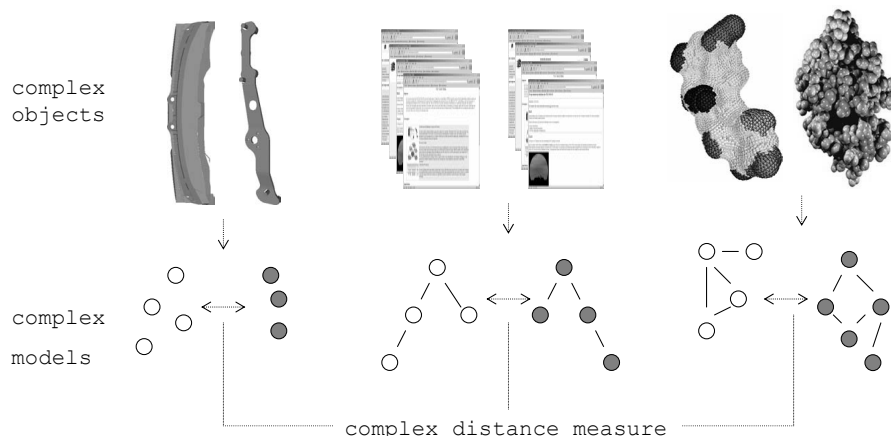 complex
objects
complex
models
complex distance measure